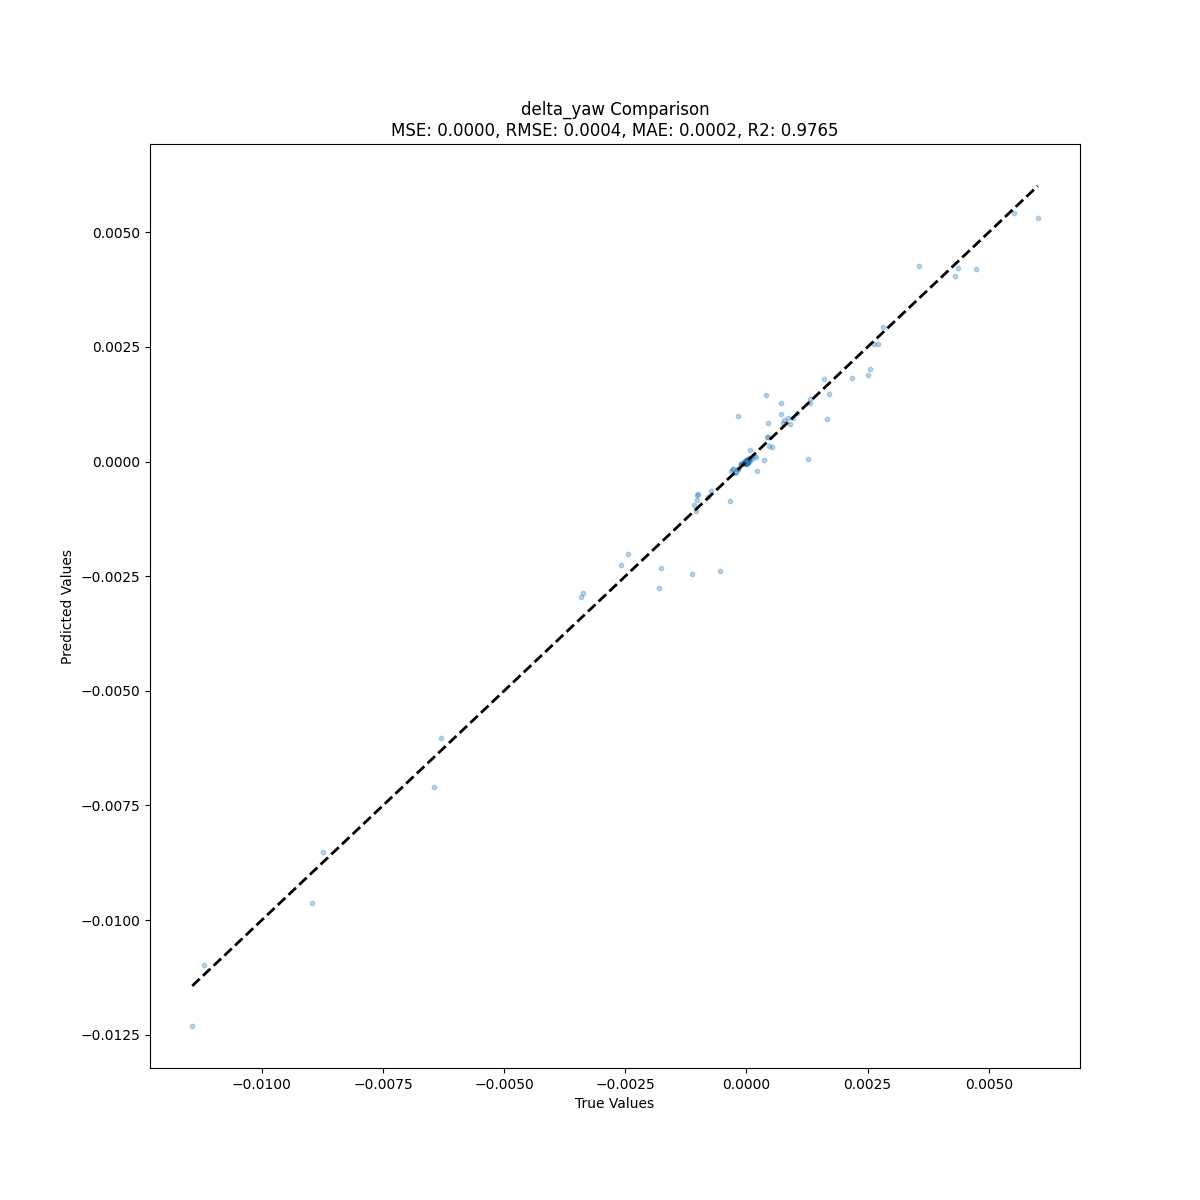 delta_yaw Comparison
MSE: 0.0000, RMSE: 0.0004, MAE: 0.0002, R2: 0.9765
0.0050
0.0025
0.0000
−0.0025
−0.0050
−0.0075
−0.0100
−0.0125
Predicted Values
−0.0100 −0.0075 −0.0050 −0.0025 0.0000 0.0025 0.0050
True Values